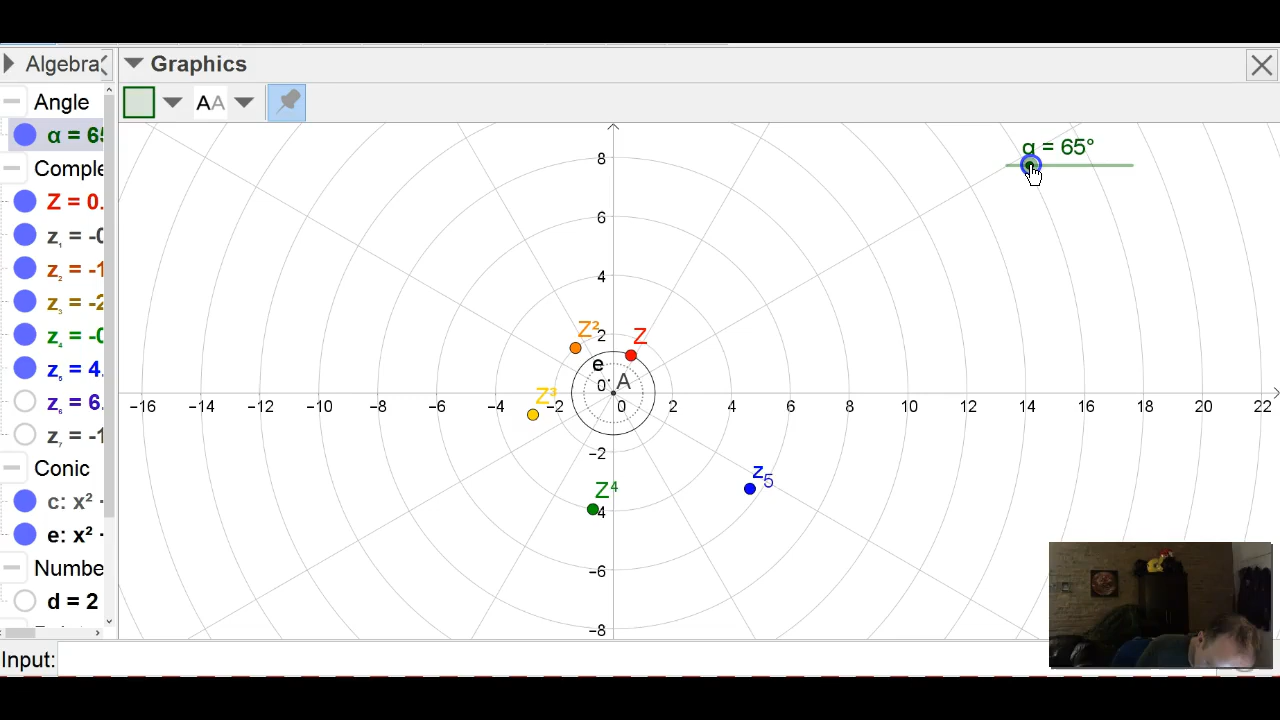 Algebra
Graphics
Angle
AA
α = 65
Comple
α = 65°
Z = 0.
z₁ = -0
z₂ = -1
z₃ = -2
z₄ = -0
z₅ = 4.
z₆ = 6.
z₇ = -1
Conic
c: x² -
e: x² -
Numbe
d = 2
8
6
4
2
0
-2
-4
-6
-8
-16 -14 -12 -10 -8 -6 -4 -2 0 2 4 6 8 10 12 14 16 18 20 22
Z²
Z
e
A
Z³
Z⁴
z₅
Input: